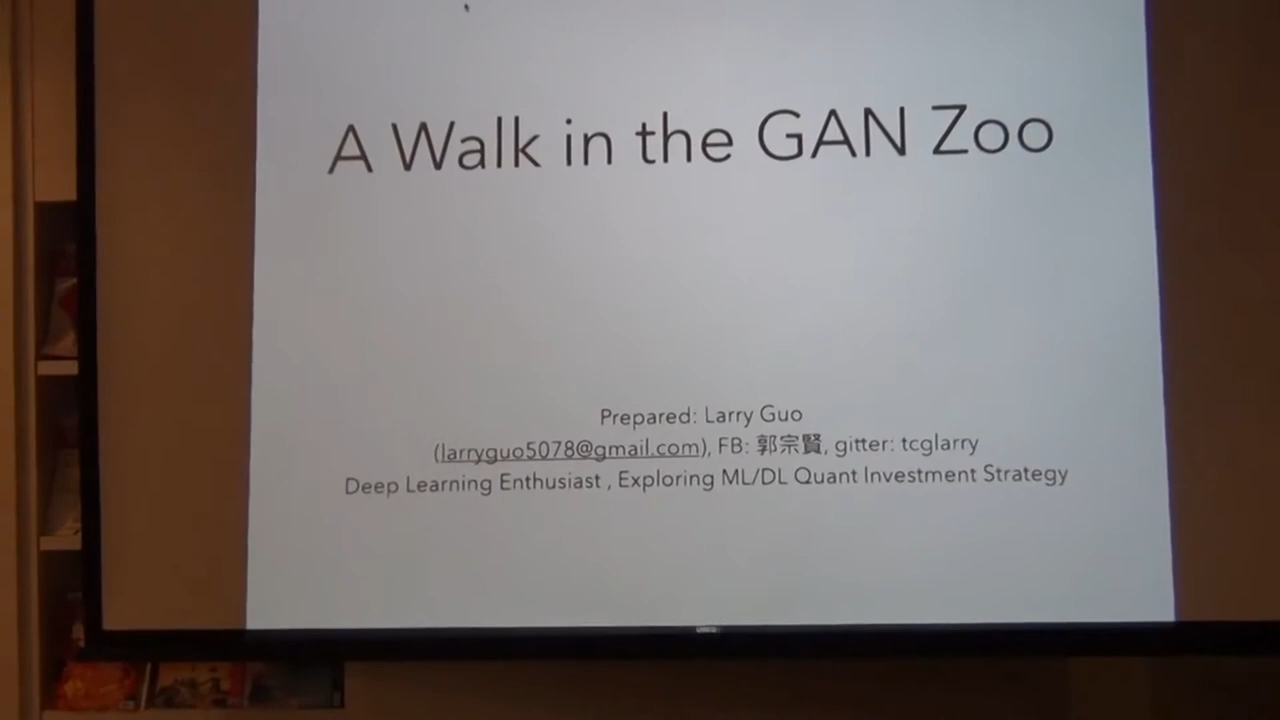 A Walk in the GAN Zoo
Prepared: Larry Guo
(larryguo5078@gmail.com), FB: 郭宗賢, gitter: tcglarry
Deep Learning Enthusiast , Exploring ML/DL Quant Investment Strategy